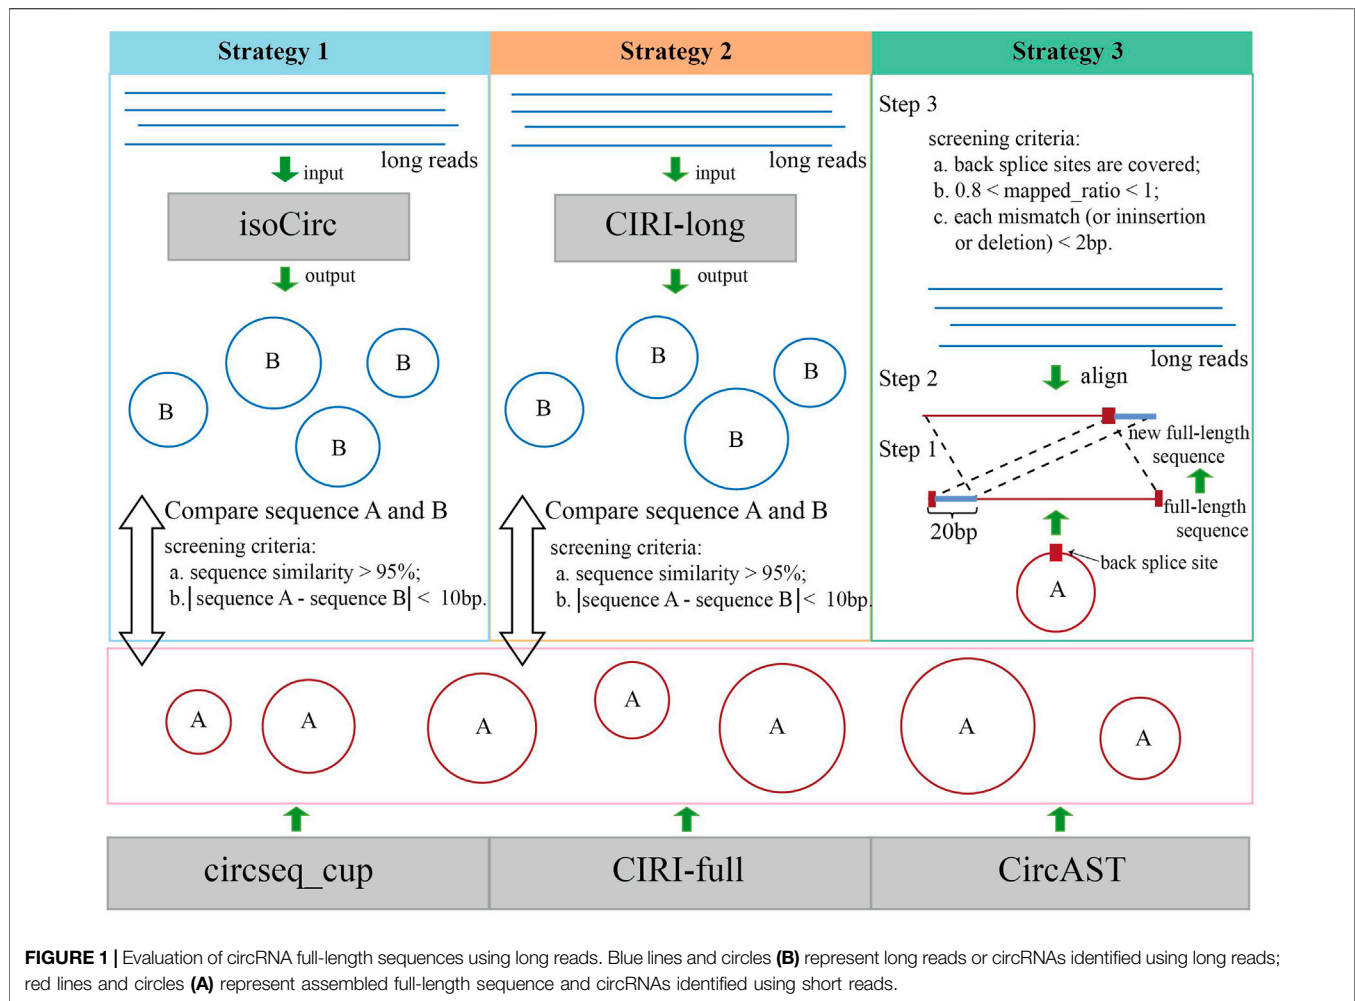 Strategy 1
long reads
input
isoCirc
output
B
B
B
B
Compare sequence A and B
screening criteria:
a. sequence similarity > 95%;
b.|sequence A - sequence B| < 10bp.
Strategy 2
long reads
input
CIRI-long
output
B
B
B
B
Compare sequence A and B
screening criteria:
a. sequence similarity > 95%;
b. |sequence A - sequence B| < 10bp.
Strategy 3
Step 3
screening criteria:
a. back splice sites are covered;
b. 0.8 < mapped_ratio < 1;
c. each mismatch (or ininsertion
or deletion) < 2bp.
long reads
align
Step 2
new full-length
sequence
Step 1
full-length
sequence
20bp
back splice site
A
A
A
A
A
A
A
A
circseq_cup
CIRI-full
CircAST
FIGURE 1 | Evaluation of circRNA full-length sequences using long reads. Blue lines and circles (B) represent long reads or circRNAs identified using long reads;
red lines and circles (A) represent assembled full-length sequence and circRNAs identified using short reads.